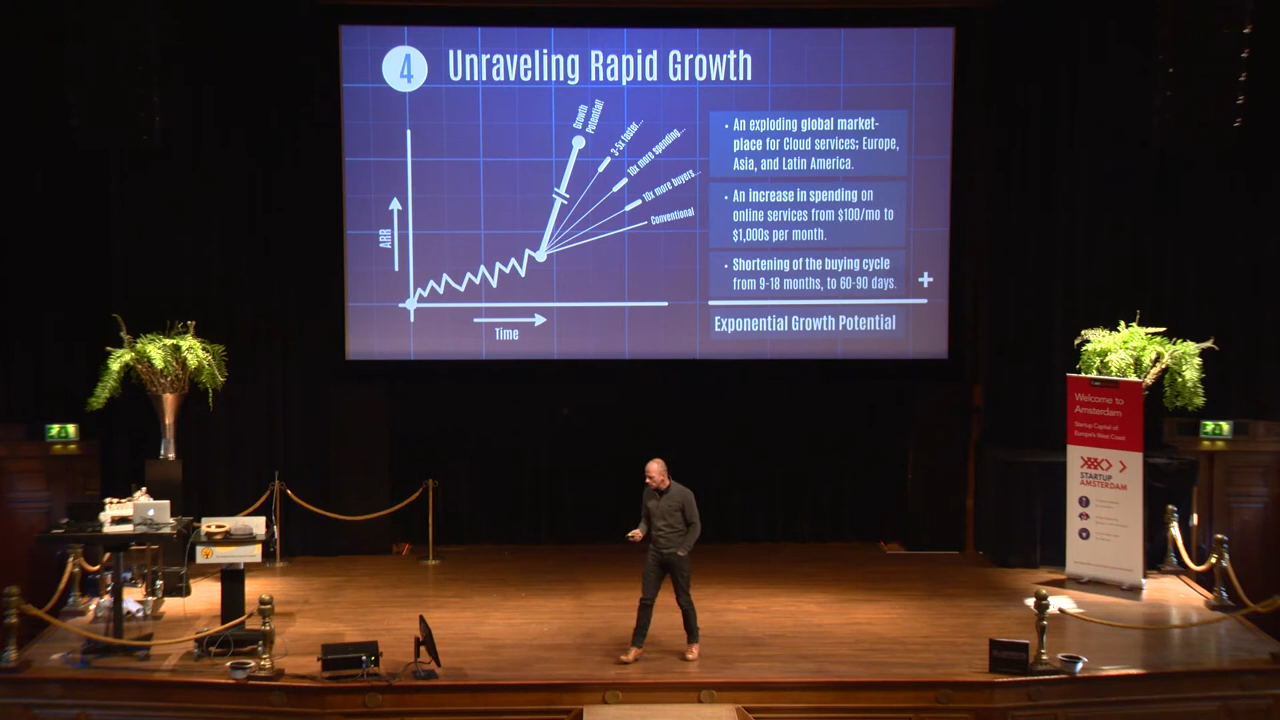 4 Unraveling Rapid Growth
Growth
Potential!
3-5x faster...
10x more spending...
10x more buyers...
Conventional
ARR
Time
• An exploding global market-
place for Cloud services; Europe,
Asia, and Latin America.
• An increase in spending on
online services from $100/mo to
$1,000s per month.
• Shortening of the buying cycle
from 9-18 months, to 60-90 days.
+
Exponential Growth Potential
Welcome to
Amsterdam
Startup Capital of
Europe's West Coast
STARTUP
AMSTERDAM